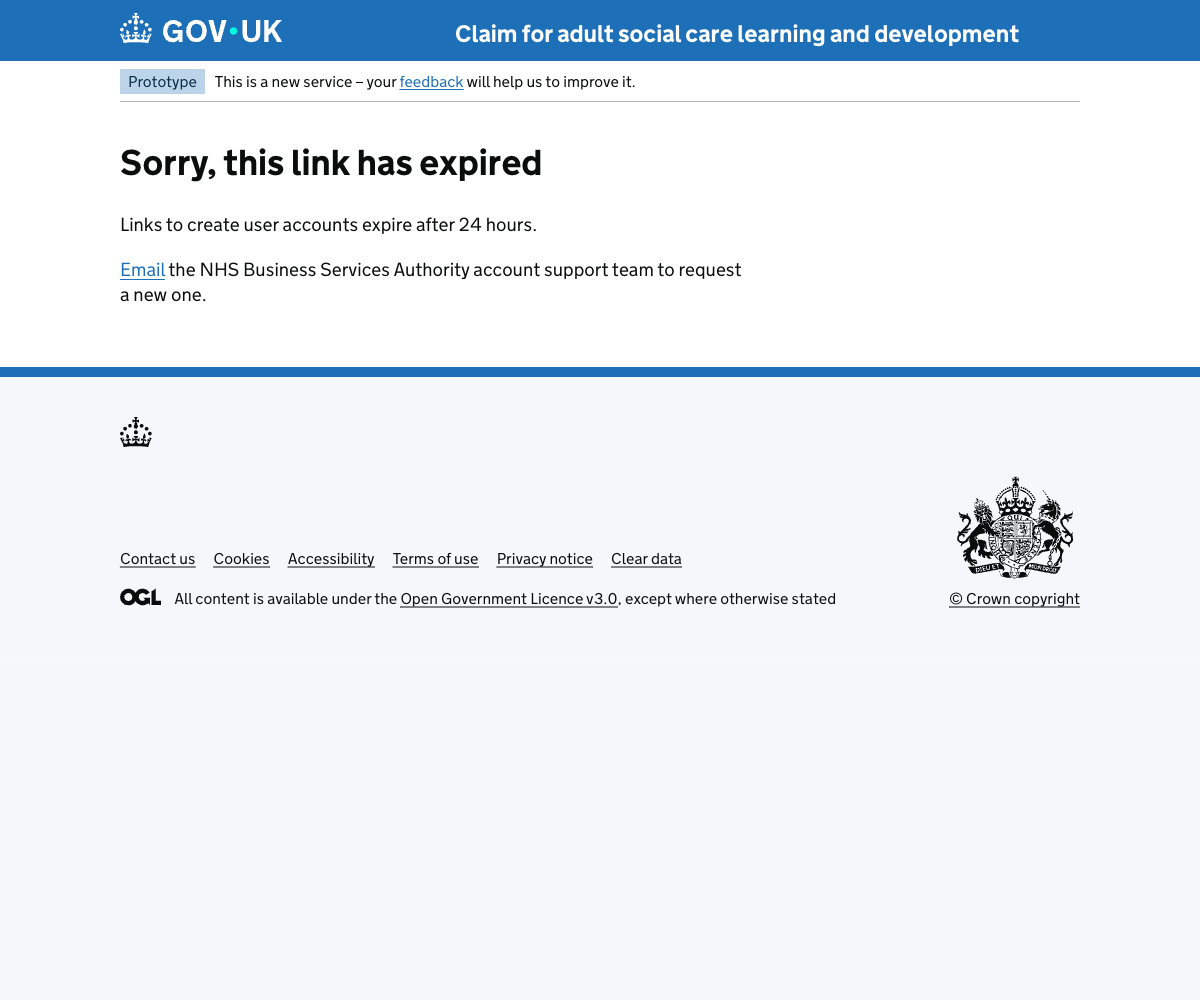 GOV·UK
Claim for adult social care learning and development
Prototype
This is a new service – your feedback will help us to improve it.
Sorry, this link has expired
Links to create user accounts expire after 24 hours.
Email the NHS Business Services Authority account support team to request
a new one.
Contact us
Cookies
Accessibility
Terms of use
Privacy notice
Clear data
OGL
All content is available under the Open Government Licence v3.0, except where otherwise stated
© Crown copyright